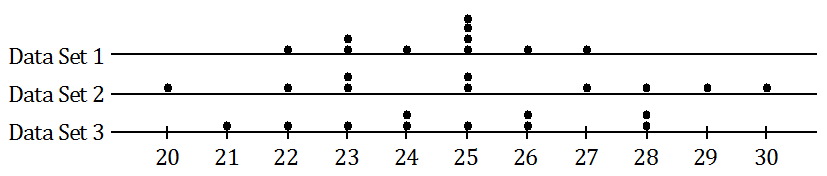 Data Set 1
Data Set 2
Data Set 3
20 21 22 23 24 25 26 27 28 29 30